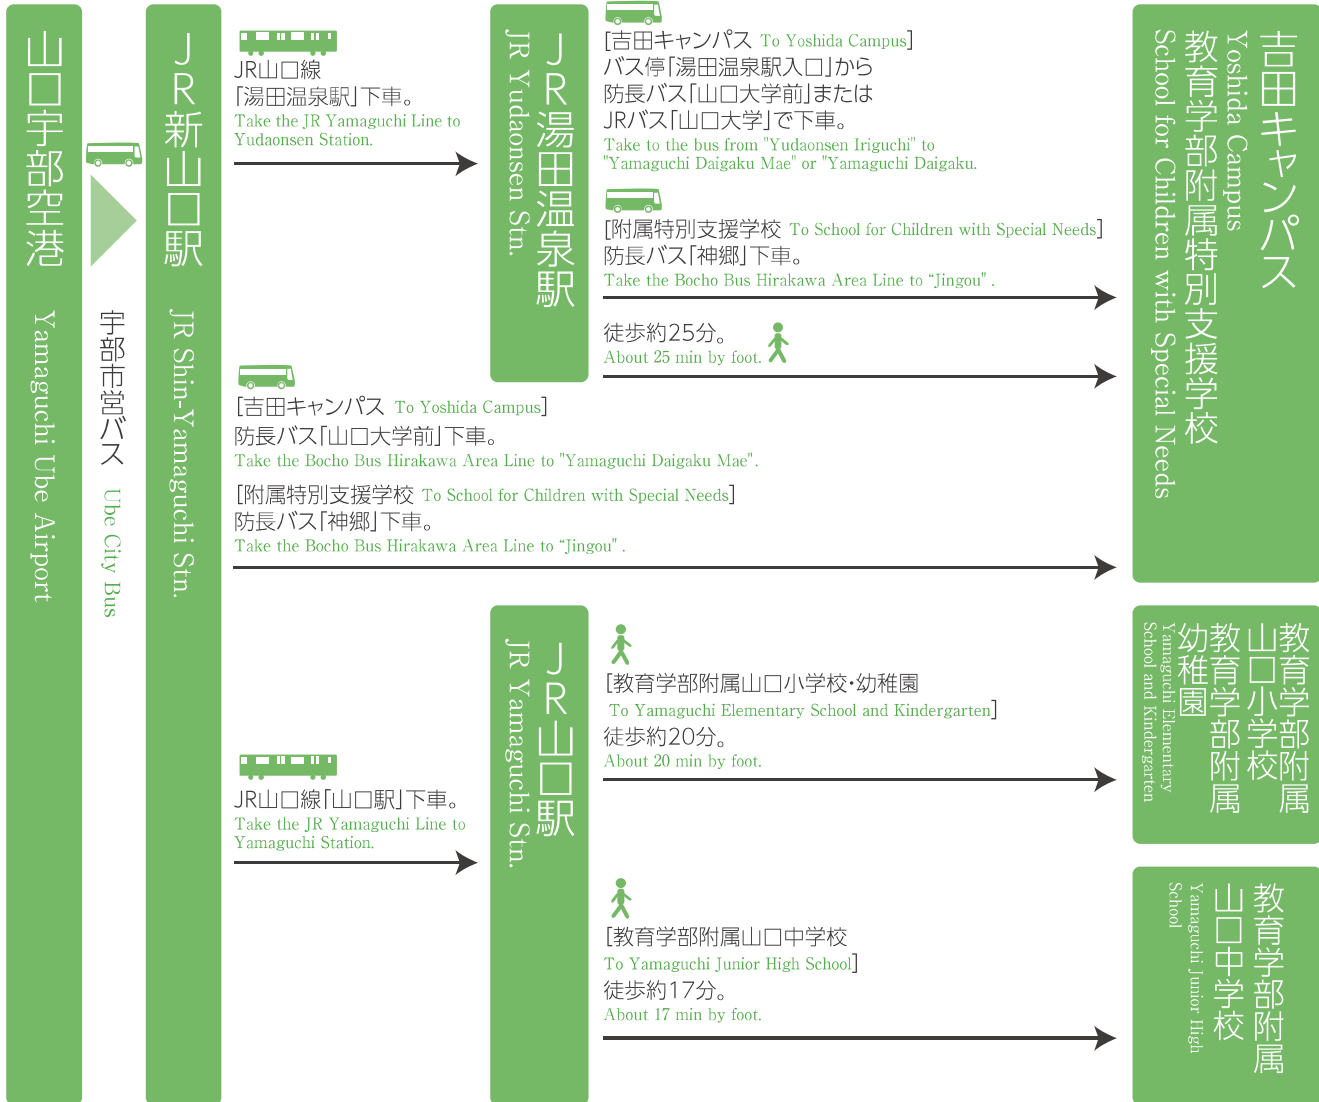 山口宇部空港
Yamaguchi Ube Airport
宇部市営バス
Ube City Bus
JR新山口駅
JR Shin-Yamaguchi Stn.
JR山口線
「湯田温泉駅」下車。
Take the JR Yamaguchi Line to
Yudaonsen Station.
JR湯田温泉駅
JR Yudaonsen Stn.
[吉田キャンパス To Yoshida Campus]
バス停「湯田温泉駅入口」から
防長バス「山口大学前」または
JRバス「山口大学」で下車。
Take to the bus from "Yudaonsen Iriguchi" to
"Yamaguchi Daigaku Mae" or "Yamaguchi Daigaku.
[附属特別支援学校 To School for Children with Special Needs]
防長バス「神郷」下車。
Take the Bocho Bus Hirakawa Area Line to “Jingou" .
徒歩約25分。
About 25 min by foot.
[吉田キャンパス To Yoshida Campus]
防長バス「山口大学前」下車。
Take the Bocho Bus Hirakawa Area Line to "Yamaguchi Daigaku Mae".
[附属特別支援学校 To School for Children with Special Needs]
防長バス「神郷」下車。
Take the Bocho Bus Hirakawa Area Line to “Jingou" .
吉田キャンパス
Yoshida Campus
教育学部附属特別支援学校
School for Children with Special Needs
JR山口線「山口駅」下車。
Take the JR Yamaguchi Line to
Yamaguchi Station.
JR山口駅
JR Yamaguchi Stn.
[教育学部附属山口小学校・幼稚園
To Yamaguchi Elementary School and Kindergarten]
徒歩約20分。
About 20 min by foot.
教育学部附属
山口小学校
教育学部附属
幼稚園
Yamaguchi Elementary
School and Kindergarten
[教育学部附属山口中学校
To Yamaguchi Junior High School]
徒歩約17分。
About 17 min by foot.
教育学部附属
山口中学校
Yamaguchi Junior High
School